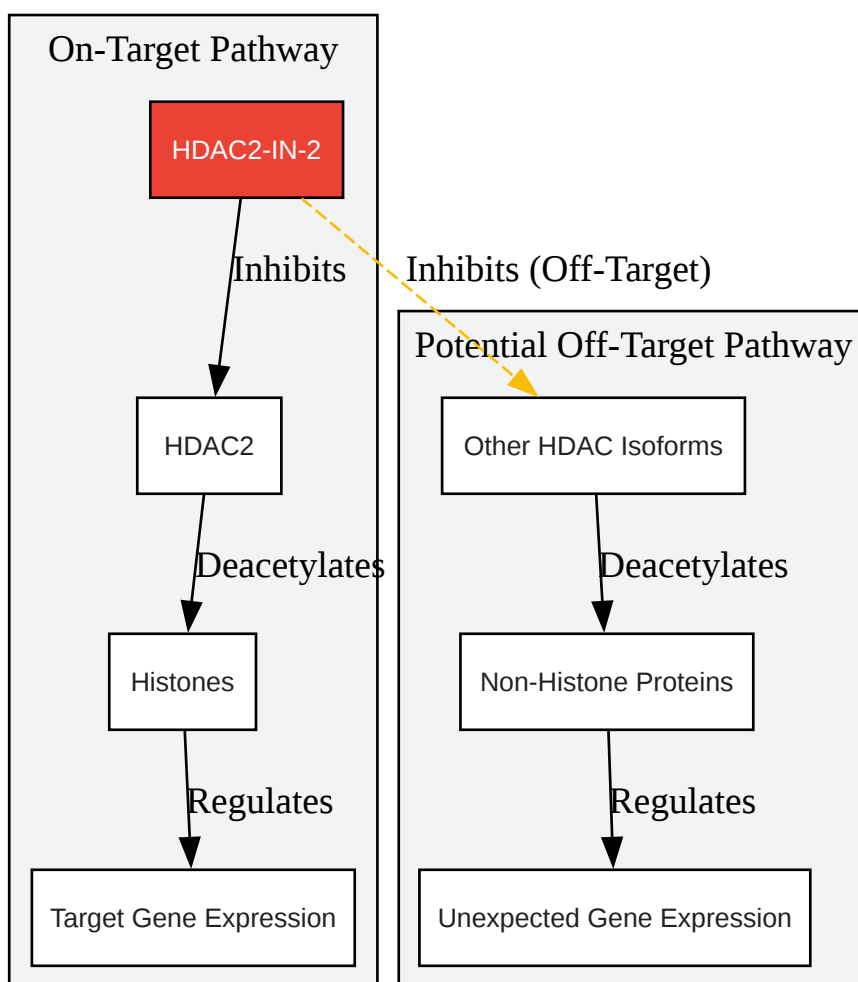 On-Target Pathway
HDAC2-IN-2
Inhibits
Inhibits (Off-Target)
Potential Off-Target Pathway
HDAC2
Other HDAC Isoforms
Deacetylates
Deacetylates
Histones
Non-Histone Proteins
Regulates
Regulates
Target Gene Expression
Unexpected Gene Expression